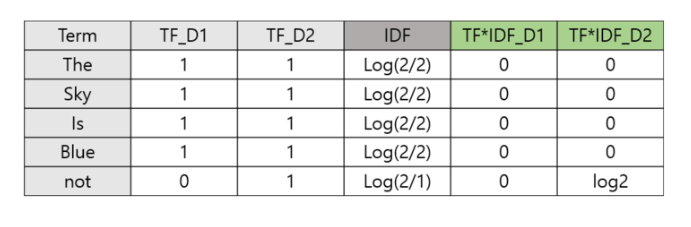 Term TF_D1 TF_D2 IDF TF*IDF_D1 TF*IDF_D2
The 1 1 Log(2/2) 0 0
Sky 1 1 Log(2/2) 0 0
Is 1 1 Log(2/2) 0 0
Blue 1 1 Log(2/2) 0 0
not 0 1 Log(2/1) 0 log2